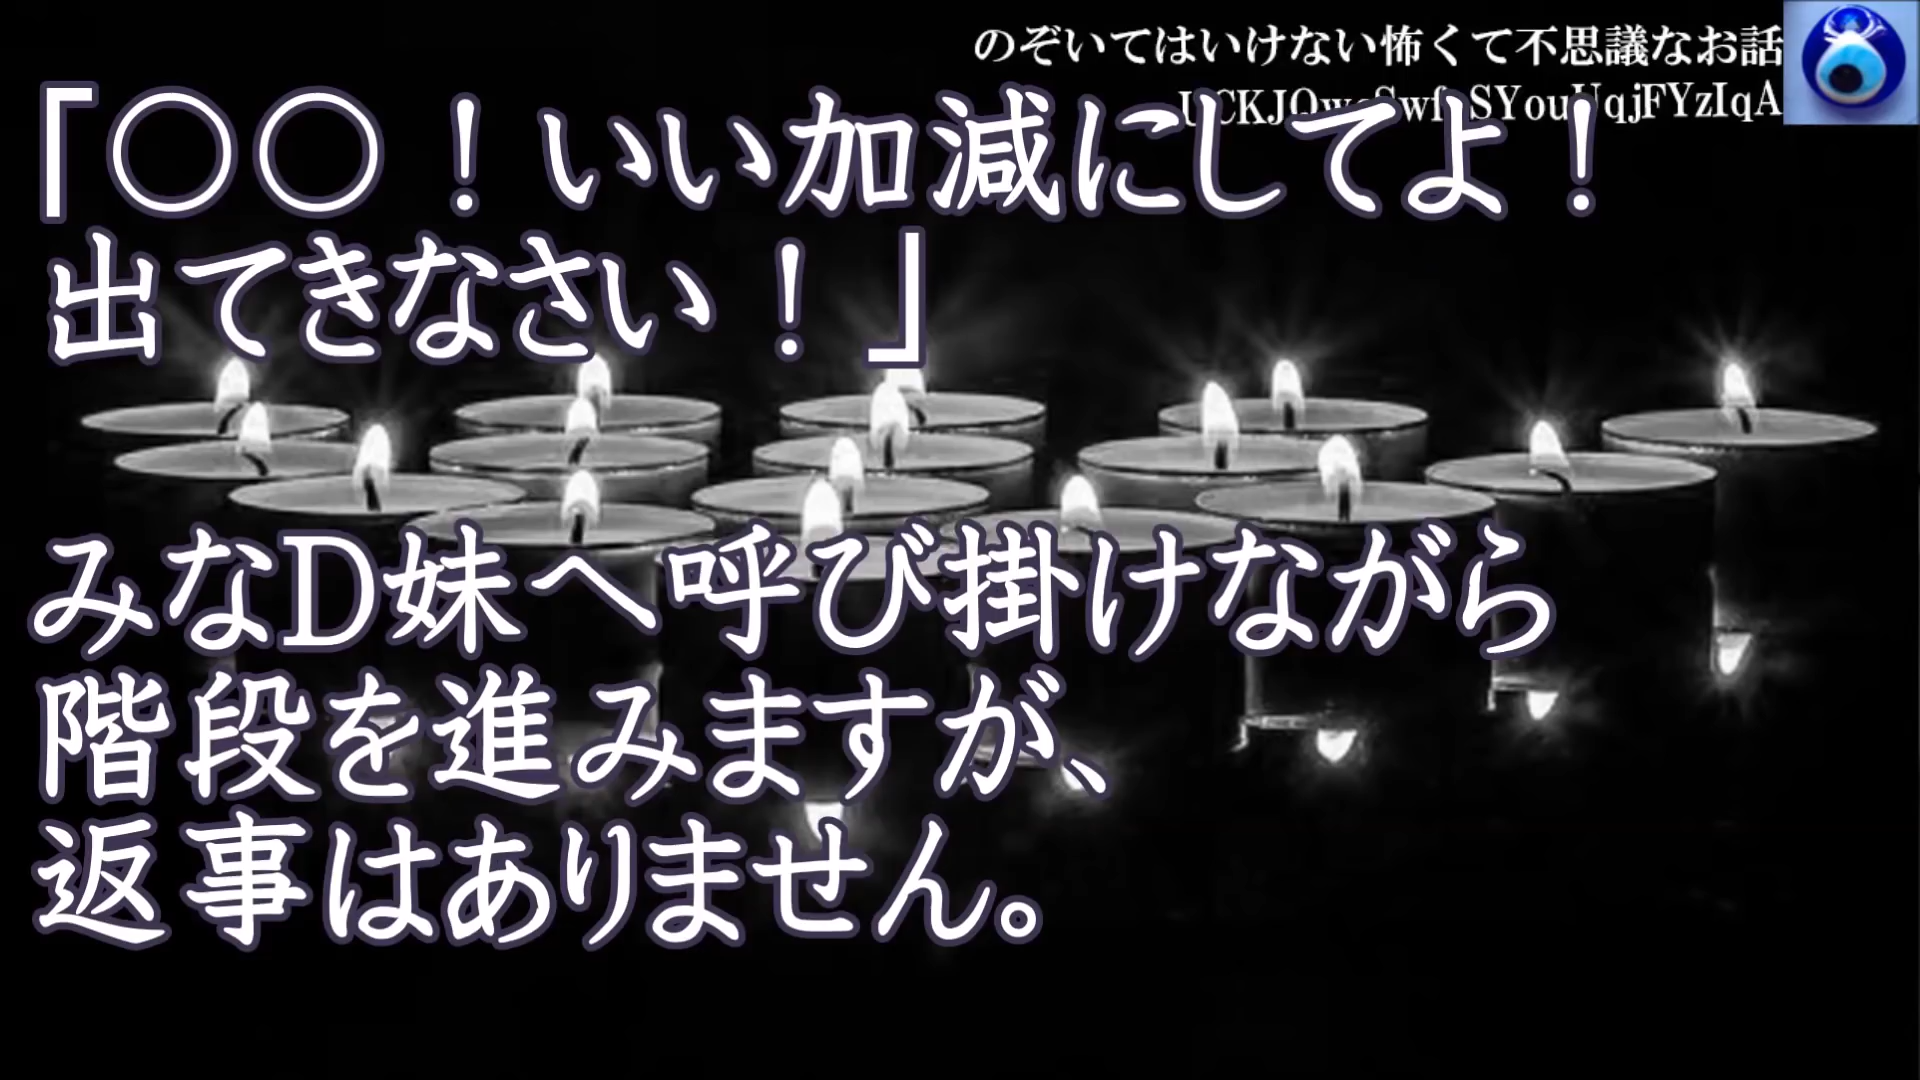 のぞいてはいけない怖くて不思議なお話
「〇〇！いい加減にしてよ！
出てきなさい！」
みなD妹へ呼び掛けながら
階段を進みますが、
返事はありません。